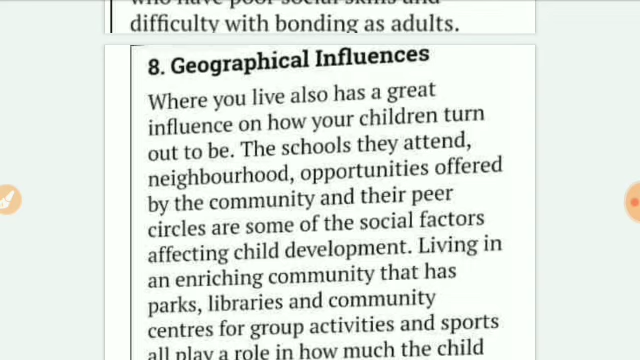 who have poor social skills and
difficulty with bonding as adults.
8. Geographical Influences
Where you live also has a great
influence on how your children turn
out to be. The schools they attend,
neighbourhood, opportunities offered
by the community and their peer
circles are some of the social factors
affecting child development. Living in
an enriching community that has
parks, libraries and community
centres for group activities and sports
all play a role in how much the child